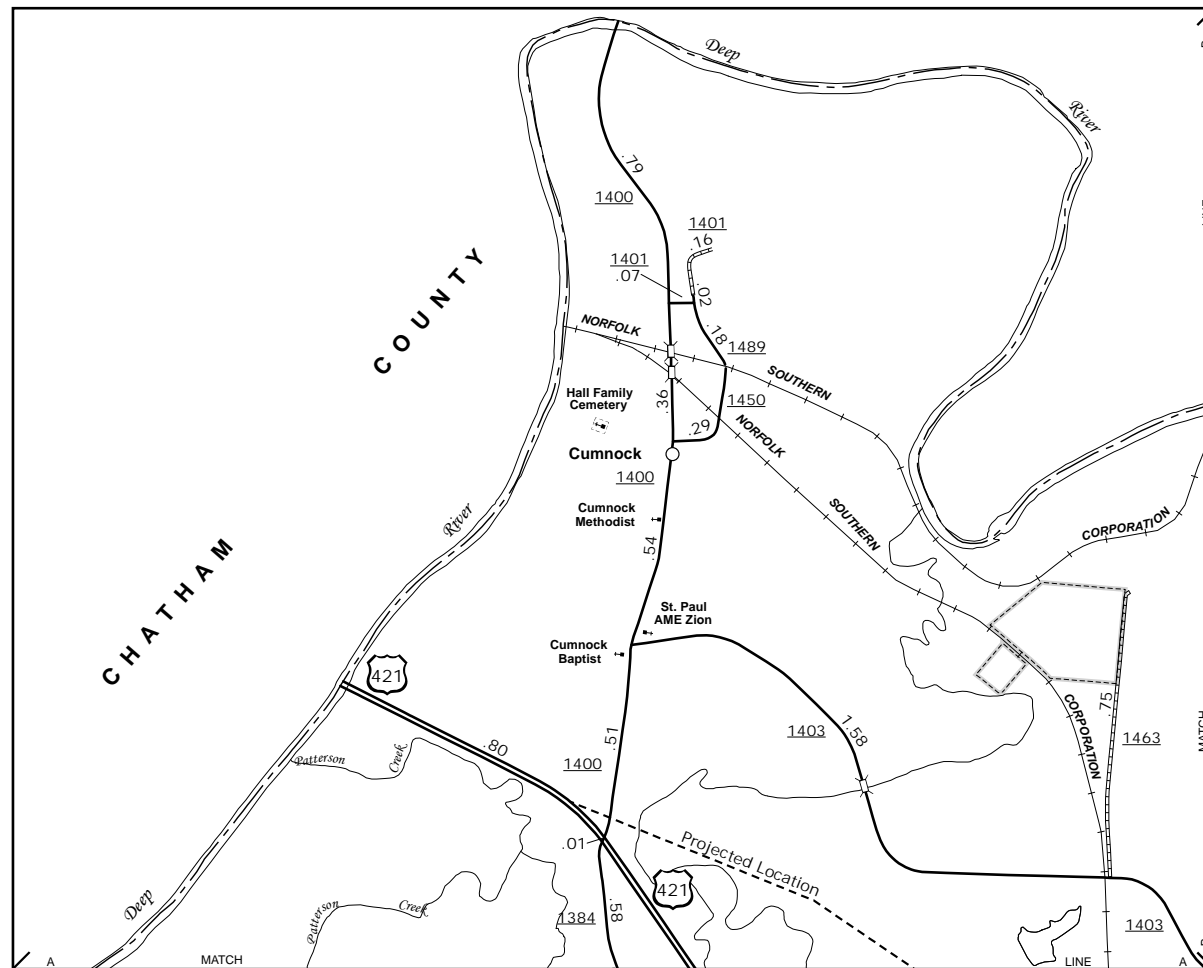 Deep
River
.79
1400
1401
.16
1401
.07
.02
NORFOLK
.18
1489
SOUTHERN
COUNTY
Hall Family
Cemetery
.36
1450
.29
NORFOLK
Cumnock
1400
SOUTHERN
CORPORATION
Cumnock
Methodist
River
.54
CHATHAM
St. Paul
AME Zion
Cumnock
Baptist
421
CORPORATION
.75
1403
1.58
1463
MATCH
.80
.51
1400
Patterson
Creek
.01
Projected Location
421
Deep
Patterson
Creek
1384
.58
1403
A
MATCH
LINE
A